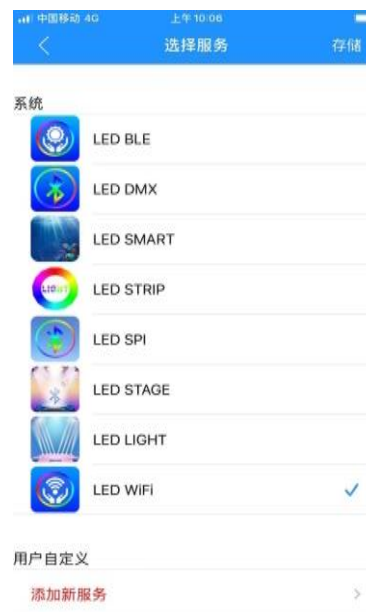 中国移动 4G 上午10:06
选择服务 存储
系统
LED BLE
LED DMX
LED SMART
LIGHT
LED STRIP
LED SPI
LED STAGE
LED LIGHT
LED WiFi
用户自定义
添加新服务